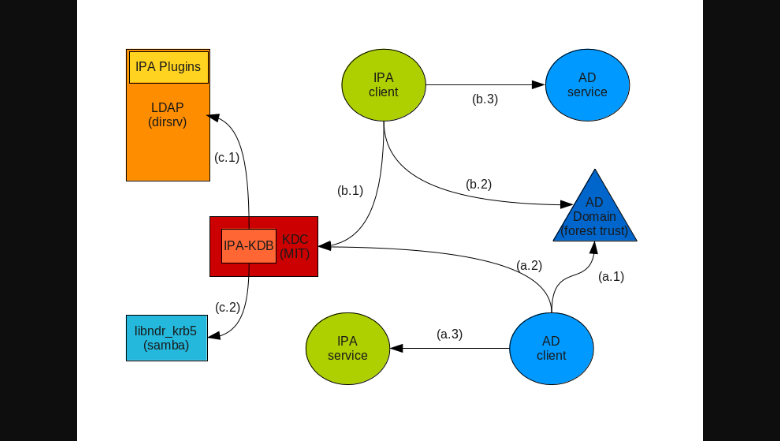 IPA Plugins
LDAP
(dirsrv)
IPA
client
AD
service
(b.3)
(c.1)
(b.1)
(b.2)
AD
Domain
(forest trust)
IPA-KDB
KDC
(MIT)
(a.2)
(a.1)
(c.2)
libndr_krb5
(samba)
IPA
service
(a.3)
AD
client